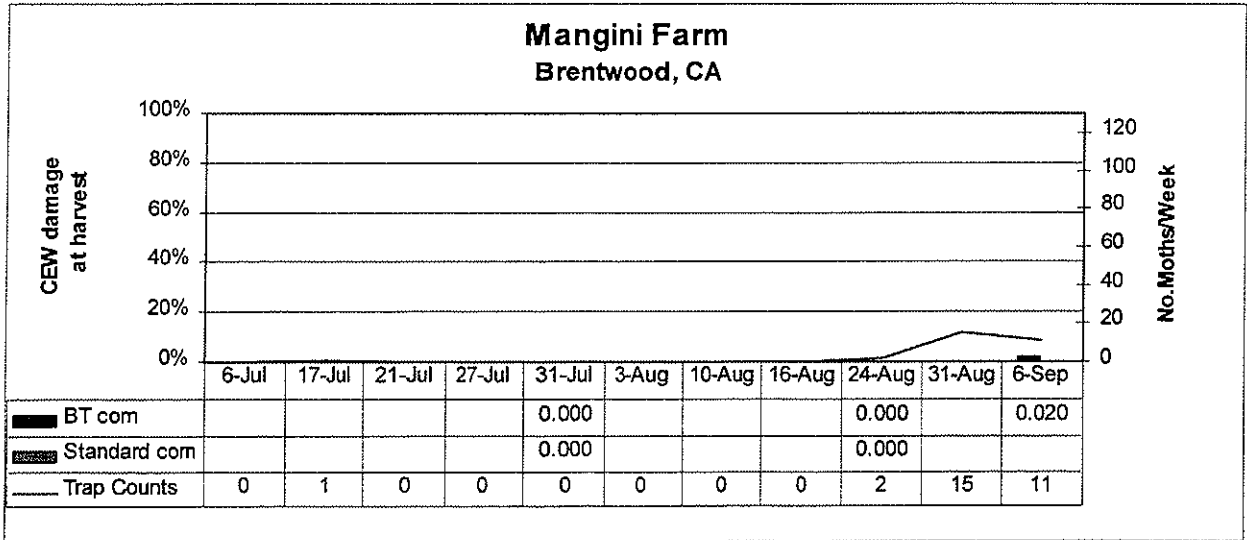 Mangini Farm
Brentwood, CA
CEW damage
at harvest
100%
80%
60%
40%
20%
0%
120
100
80
60
40
20
0
No.Moths/Week
6-Jul 17-Jul 21-Jul 27-Jul 31-Jul 3-Aug 10-Aug 16-Aug 24-Aug 31-Aug 6-Sep
BT corn 0.000 0.000 0.020
Standard corn 0.000 0.000
Trap Counts 0 1 0 0 0 0 0 0 2 15 11